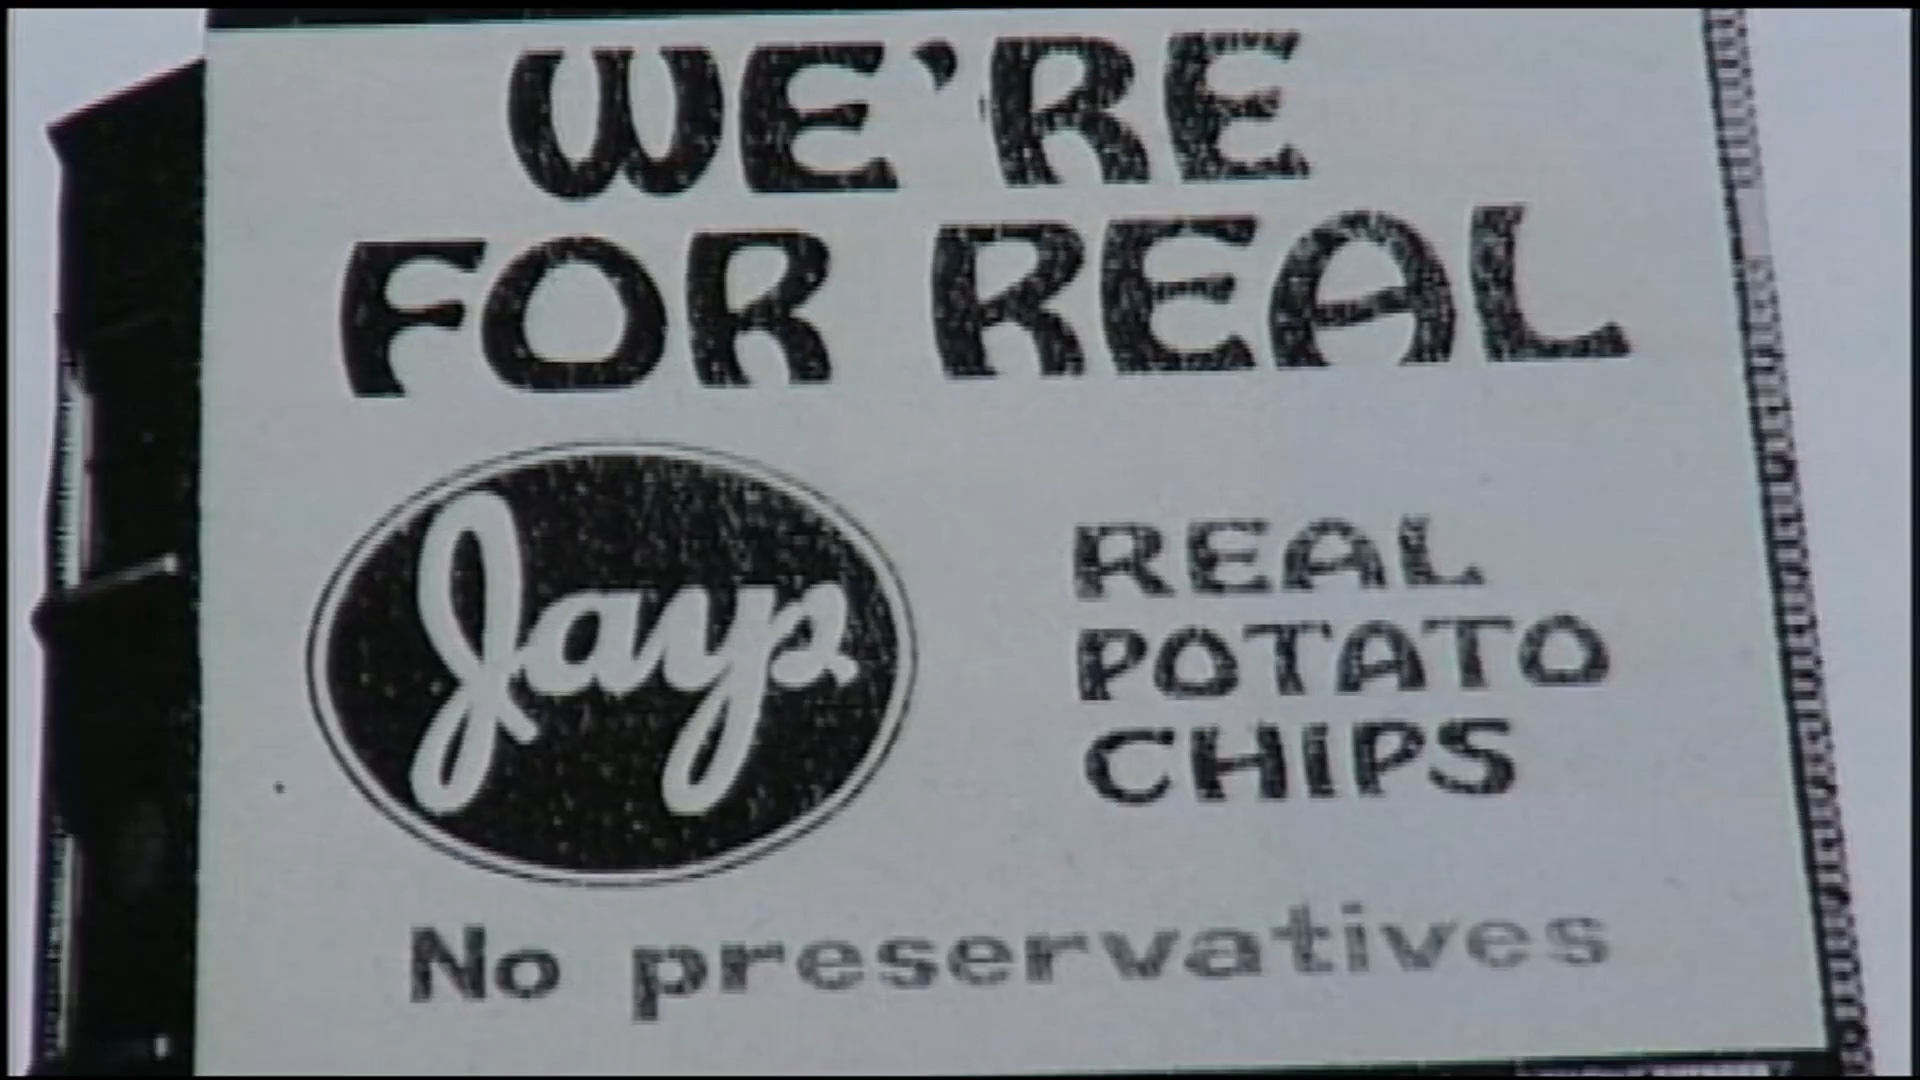 WE'RE
FOR REAL
Jays
REAL
POTATO
CHIPS
No preservatives